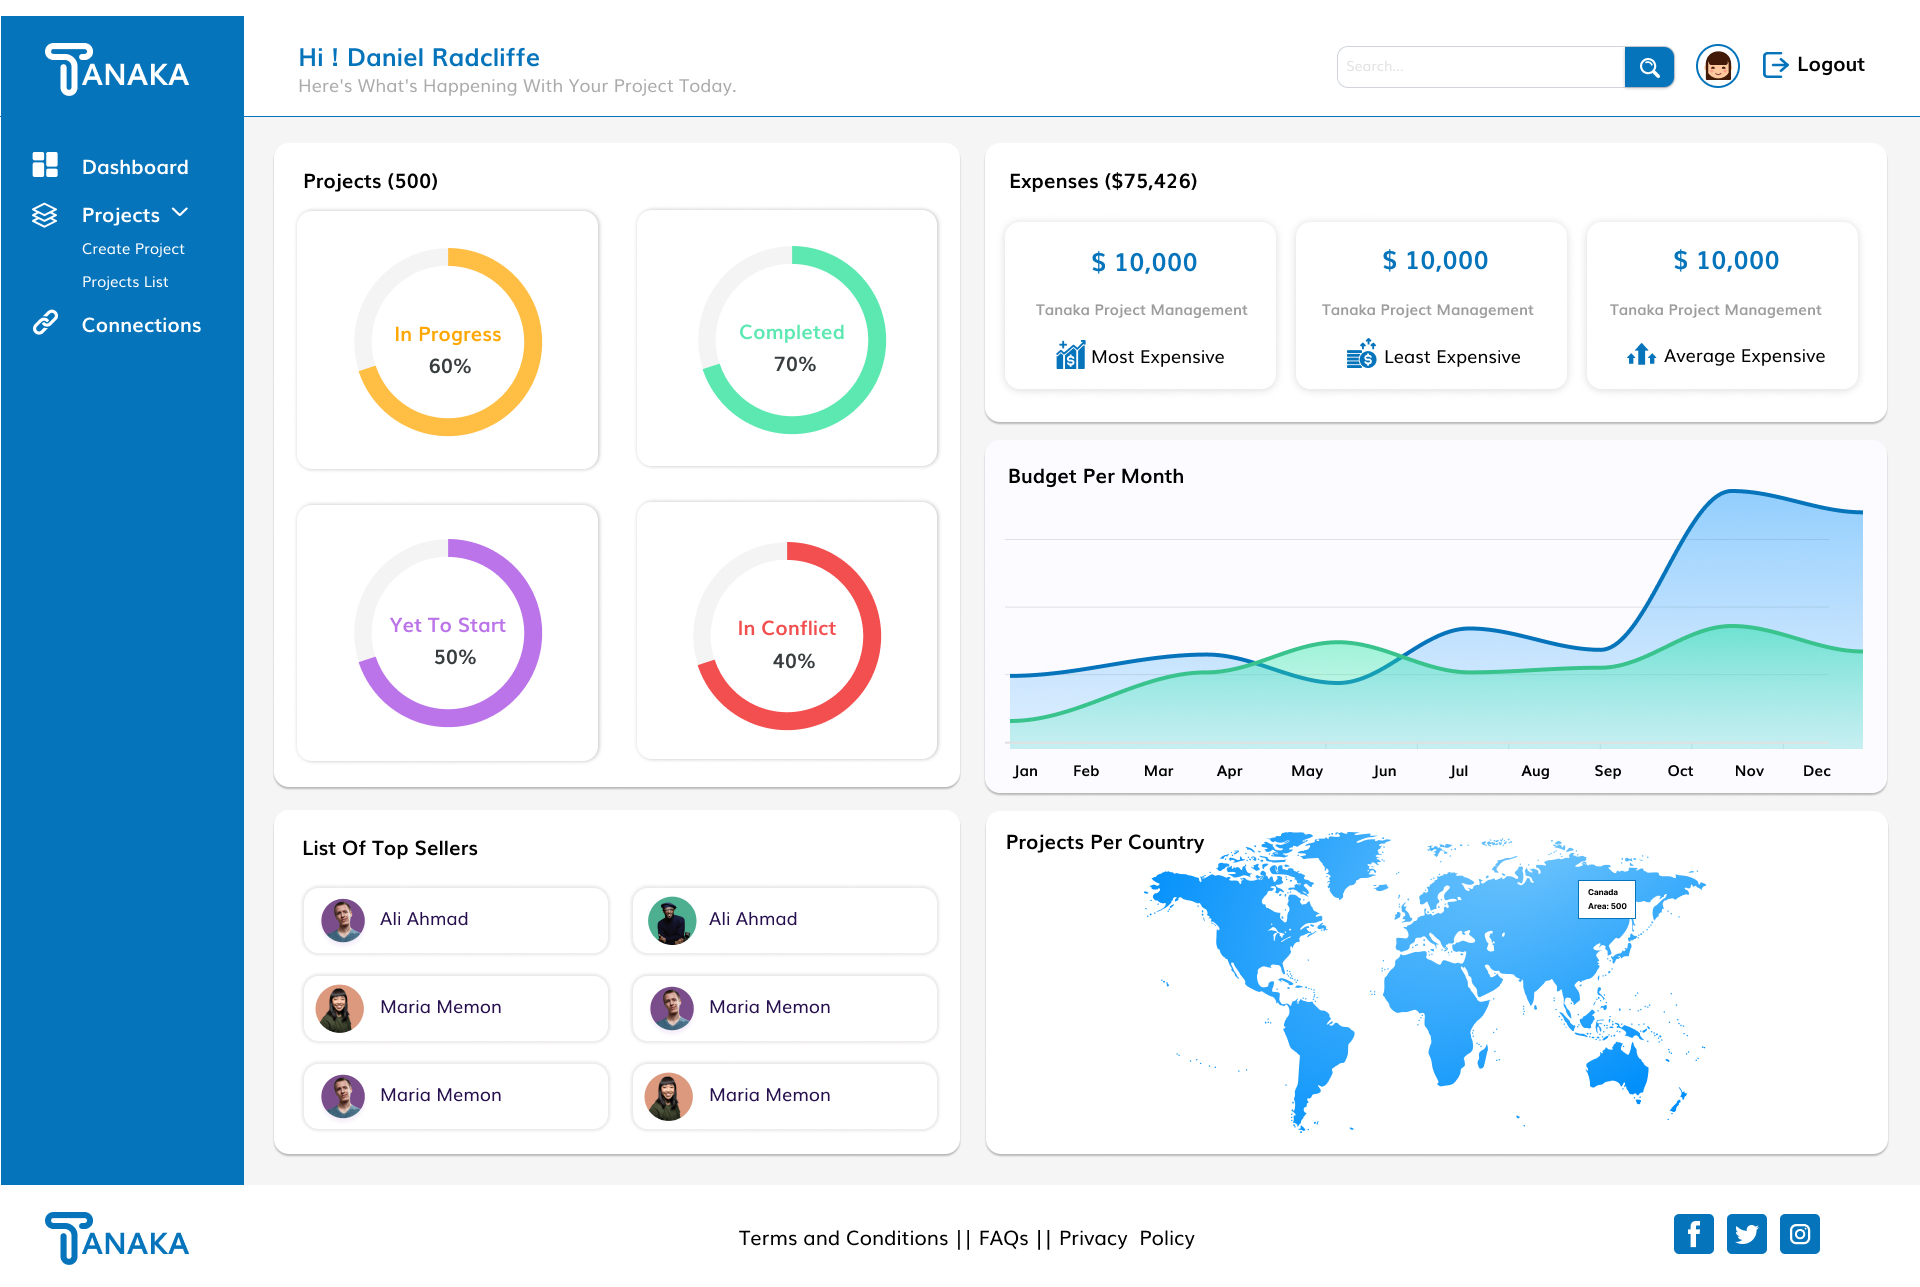 TANAKA
Hi ! Daniel Radcliffe
Here's What's Happening With Your Project Today.
Search...
Logout
Dashboard
Projects
Create Project
Projects List
Connections
Projects (500)
In Progress
60%
Completed
70%
Yet To Start
50%
In Conflict
40%
Expenses ($75,426)
$ 10,000
Tanaka Project Management
Most Expensive
$ 10,000
Tanaka Project Management
Least Expensive
$ 10,000
Tanaka Project Management
Average Expensive
Budget Per Month
Jan Feb Mar Apr May Jun Jul Aug Sep Oct Nov Dec
List Of Top Sellers
Ali Ahmad
Ali Ahmad
Maria Memon
Maria Memon
Maria Memon
Maria Memon
Projects Per Country
Canada
Area: 500
TANAKA
Terms and Conditions || FAQs || Privacy Policy